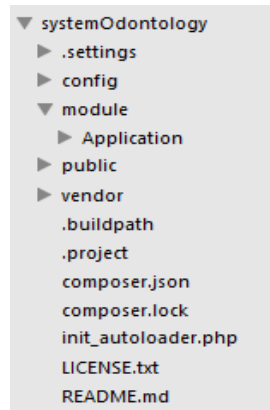 systemOdontology
.settings
config
module
Application
public
vendor
.buildpath
.project
composer.json
composer.lock
init_autoloader.php
LICENSE.txt
README.md